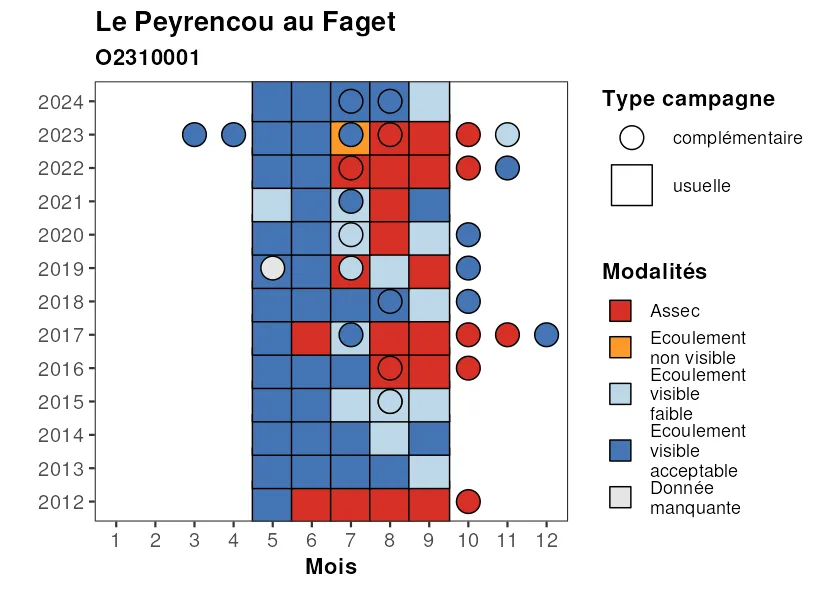 Le Peyrencou au Faget
O2310001
2024
2023
2022
2021
2020
2019
2018
2017
2016
2015
2014
2013
2012
1 2 3 4 5 6 7 8 9 10 11 12
Mois
Type campagne
complémentaire
usuelle
Modalités
Assec
Ecoulement
non visible
Ecoulement
visible
faible
Ecoulement
visible
acceptable
Donnée
manquante